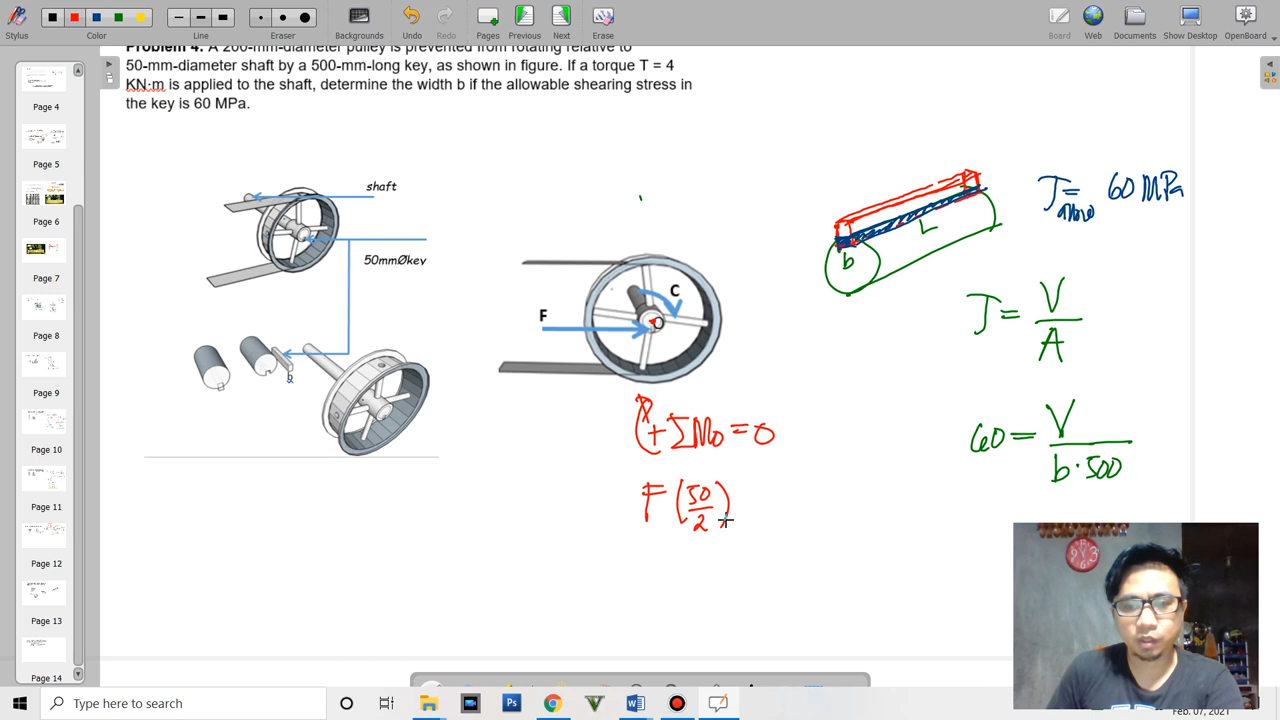 Stylus
Color
Line
Eraser
Backgrounds
Undo
Redo
Pages
Previous
Next
Erase
Board
Web
Documents
Show Desktop
OpenBoard
Page 4
Page 5
Page 6
Page 7
Page 8
Page 9
Page 10
Page 11
Page 12
Page 13
Page 14
Problem 4. A 200-mm-diameter pulley is prevented from rotating relative to
50-mm-diameter shaft by a 500-mm-long key, as shown in figure. If a torque T = 4
KN·m is applied to the shaft, determine the width b if the allowable shearing stress in
the key is 60 MPa.
shaft
50mmØkey
b
F
C
O
+ ΣMo = 0
F (50/2)
b
L
J allow = 60 MPa
J = V/A
60 = V/b·500
Type here to search
Feb. 07, 2021